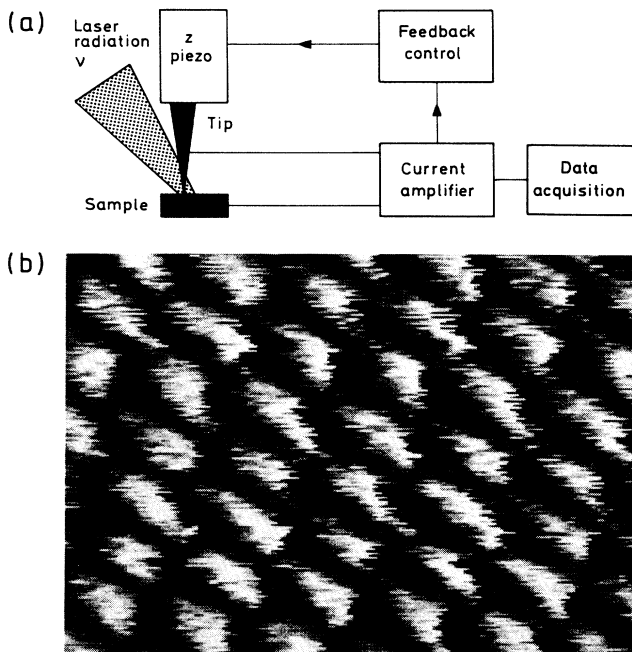 (a)
Laser
radiation
ν
z
piezo
Tip
Sample
Feedback
control
Current
amplifier
Data
acquisition
(b)